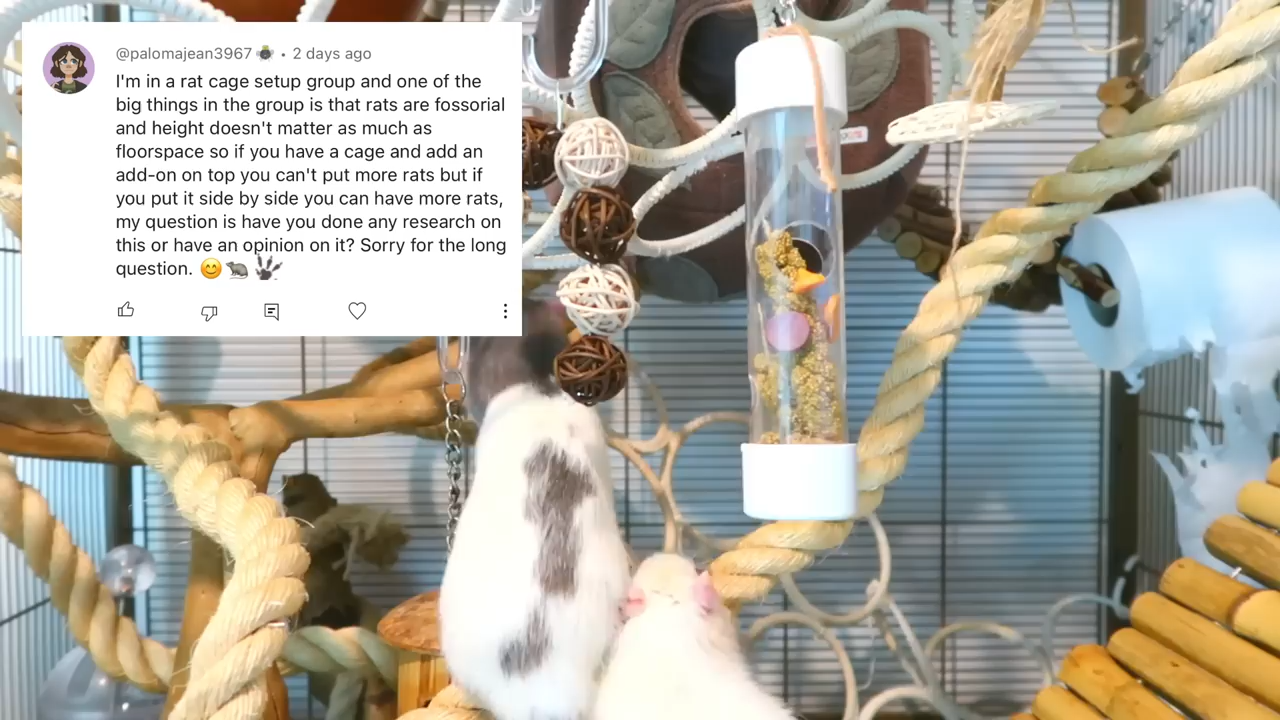 @palomajean3967 • 2 days ago
I'm in a rat cage setup group and one of the
big things in the group is that rats are fossorial
and height doesn't matter as much as
floorspace so if you have a cage and add an
add-on on top you can't put more rats but if
you put it side by side you can have more rats,
my question is have you done any research on
this or have an opinion on it? Sorry for the long
question. 😊 🐀